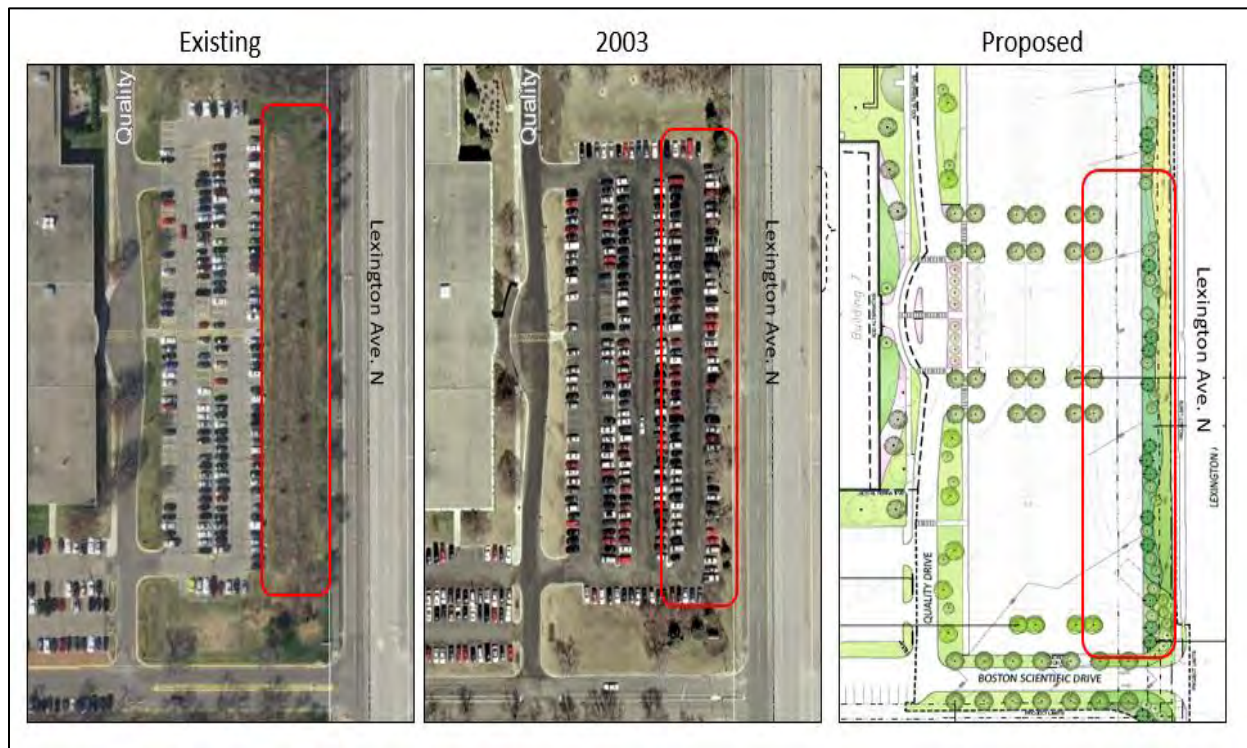 Existing
2003
Proposed
Quality
Lexington Ave. N
Quality
Lexington Ave. N
Building 7
Lexington Ave. N
LEXINGTON A
QUALITY DRIVE
BOSTON SCIENTIFIC DRIVE